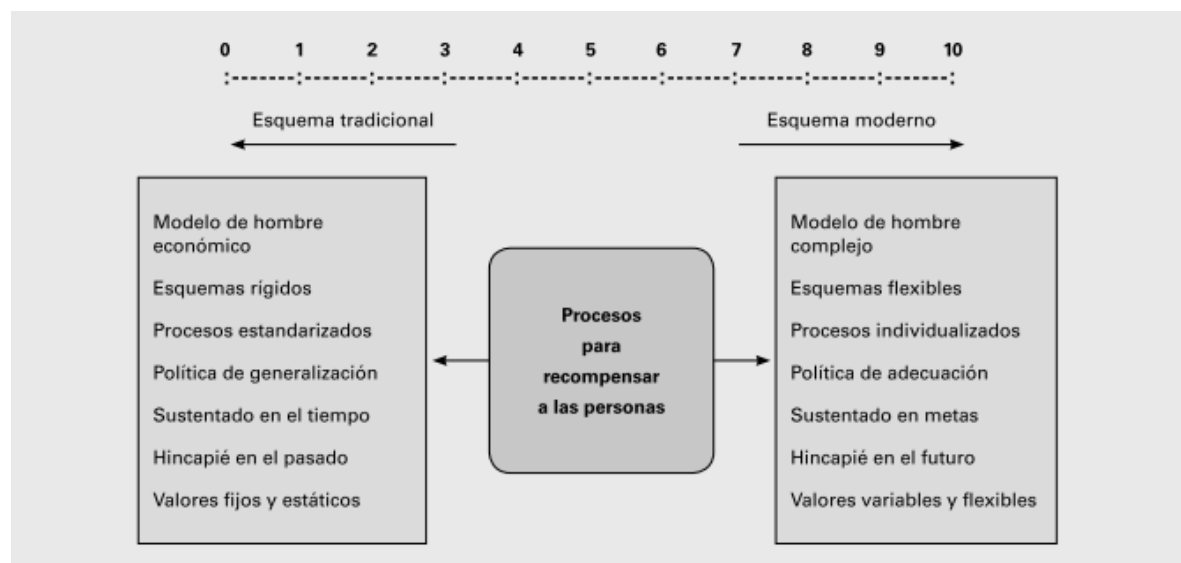 0 1 2 3 4 5 6 7 8 9 10
Esquema tradicional
Esquema moderno
Modelo de hombre
económico
Esquemas rígidos
Procesos estandarizados
Política de generalización
Sustentado en el tiempo
Hincapié en el pasado
Valores fijos y estáticos
Procesos
para
recompensar
a las personas
Modelo de hombre
complejo
Esquemas flexibles
Procesos individualizados
Política de adecuación
Sustentado en metas
Hincapié en el futuro
Valores variables y flexibles